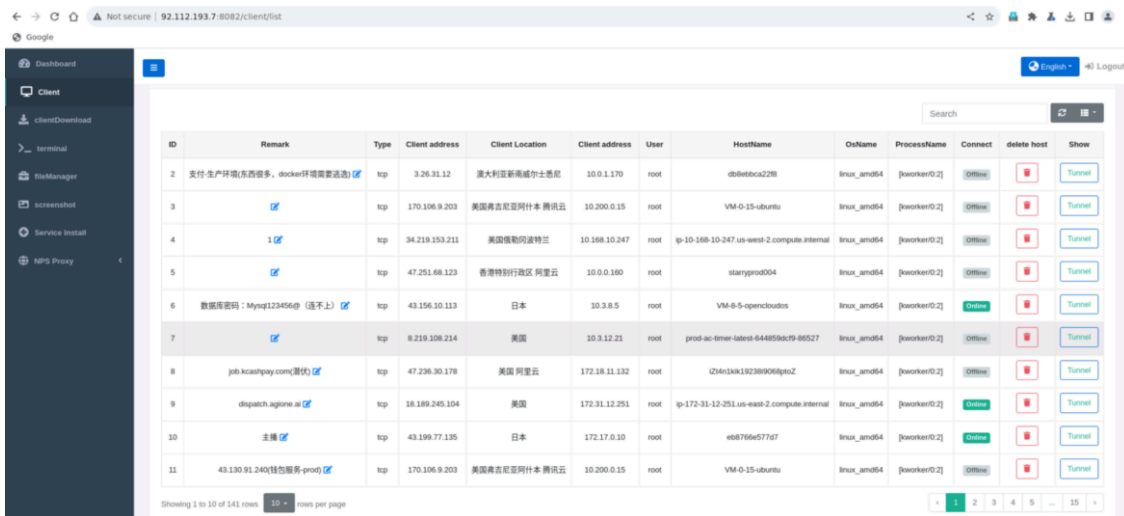 Not secure | 92.112.193.7:8082/client/list
Google
Dashboard
English
Logout
Client
clientDownload
terminal
fileManager
screenshot
Service Install
NPS Proxy
Search
ID Remark Type Client address Client Location Client address User HostName OsName ProcessName Connect delete host Show
2 支付-生产环境(东西很多，docker环境需要逃逸) tcp 3.26.31.12 澳大利亚新南威尔士悉尼 10.0.1.170 root db8ebbca22f8 linux_amd64 [kworker/0:2] Offline Tunnel
3 tcp 170.106.9.203 美国弗吉尼亚阿什本 腾讯云 10.200.0.15 root VM-0-15-ubuntu linux_amd64 [kworker/0:2] Offline Tunnel
4 1 tcp 34.219.153.211 美国俄勒冈波特兰 10.168.10.247 root ip-10-168-10-247.us-west-2.compute.internal linux_amd64 [kworker/0:2] Offline Tunnel
5 tcp 47.251.68.123 香港特别行政区 阿里云 10.0.0.160 root starryprod004 linux_amd64 [kworker/0:2] Offline Tunnel
6 数据库密码：Mysql123456@（连不上） tcp 43.156.10.113 日本 10.3.8.5 root VM-8-5-opencloudos linux_amd64 [kworker/0:2] Online Tunnel
7 tcp 8.219.108.214 美国 10.3.12.21 root prod-ac-timer-latest-644859dcf9-86527 linux_amd64 [kworker/0:2] Offline Tunnel
8 job.kcashpay.com(潜伏) tcp 47.236.30.178 美国 阿里云 172.18.11.132 root iZt4n1kik19238i9068ptoZ linux_amd64 [kworker/0:2] Offline Tunnel
9 dispatch.agione.ai tcp 18.189.245.104 美国 172.31.12.251 root ip-172-31-12-251.us-east-2.compute.internal linux_amd64 [kworker/0:2] Online Tunnel
10 主播 tcp 43.199.77.135 日本 172.17.0.10 root eb8766e577d7 linux_amd64 [kworker/0:2] Online Tunnel
11 43.130.91.240(钱包服务-prod) tcp 170.106.9.203 美国弗吉尼亚阿什本 腾讯云 10.200.0.15 root VM-0-15-ubuntu linux_amd64 [kworker/0:2] Offline Tunnel
Showing 1 to 10 of 141 rows 10 rows per page
1 2 3 4 5 ... 15